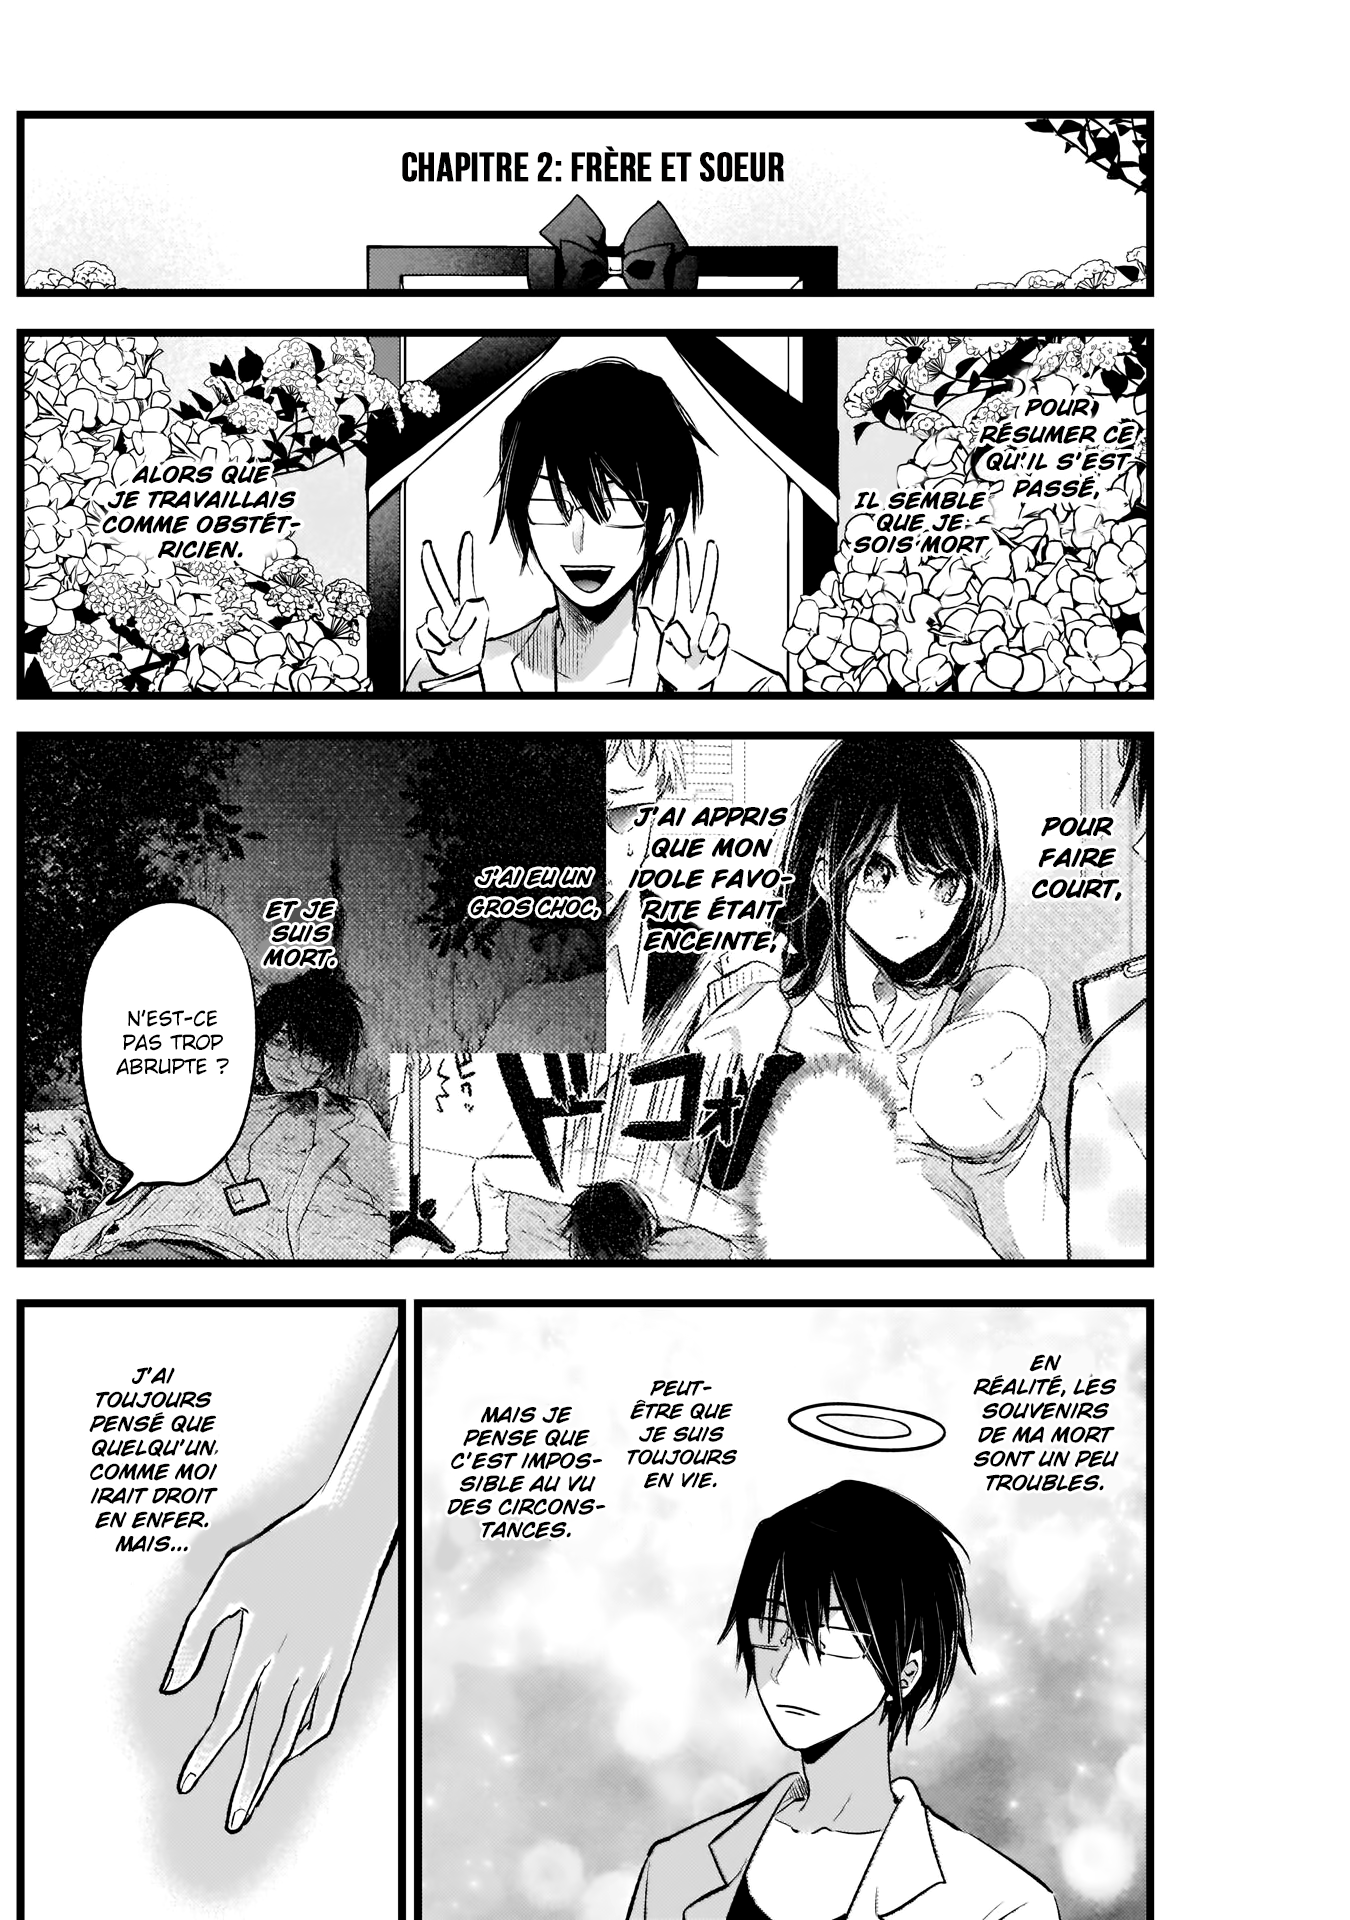 CHAPITRE 2: FRÈRE ET SOEUR
POUR
RÉSUMER CE
QU'IL S'EST
PASSÉ,
IL SEMBLE
QUE JE
SOIS MORT
ALORS QUE
JE TRAVAILLAIS
COMME OBSTÉT-
RICIEN.
POUR
FAIRE
COURT,
J'AI APPRIS
QUE MON
IDOLE FAVO-
RITE ÉTAIT
ENCEINTE,
J'AI EU UN
GROS CHOC,
ET JE
SUIS
MORT.
N'EST-CE
PAS TROP
ABRUPTE ?
ドコォ
EN
RÉALITÉ, LES
SOUVENIRS
DE MA MORT
SONT UN PEU
TROUBLES.
PEUT-
ÊTRE QUE
JE SUIS
TOUJOURS
EN VIE.
MAIS JE
PENSE QUE
C'EST IMPOS-
SIBLE AU VU
DES CIRCONS-
TANCES.
J'AI
TOUJOURS
PENSÉ QUE
QUELQU'UN
COMME MOI
IRAIT DROIT
EN ENFER.
MAIS...